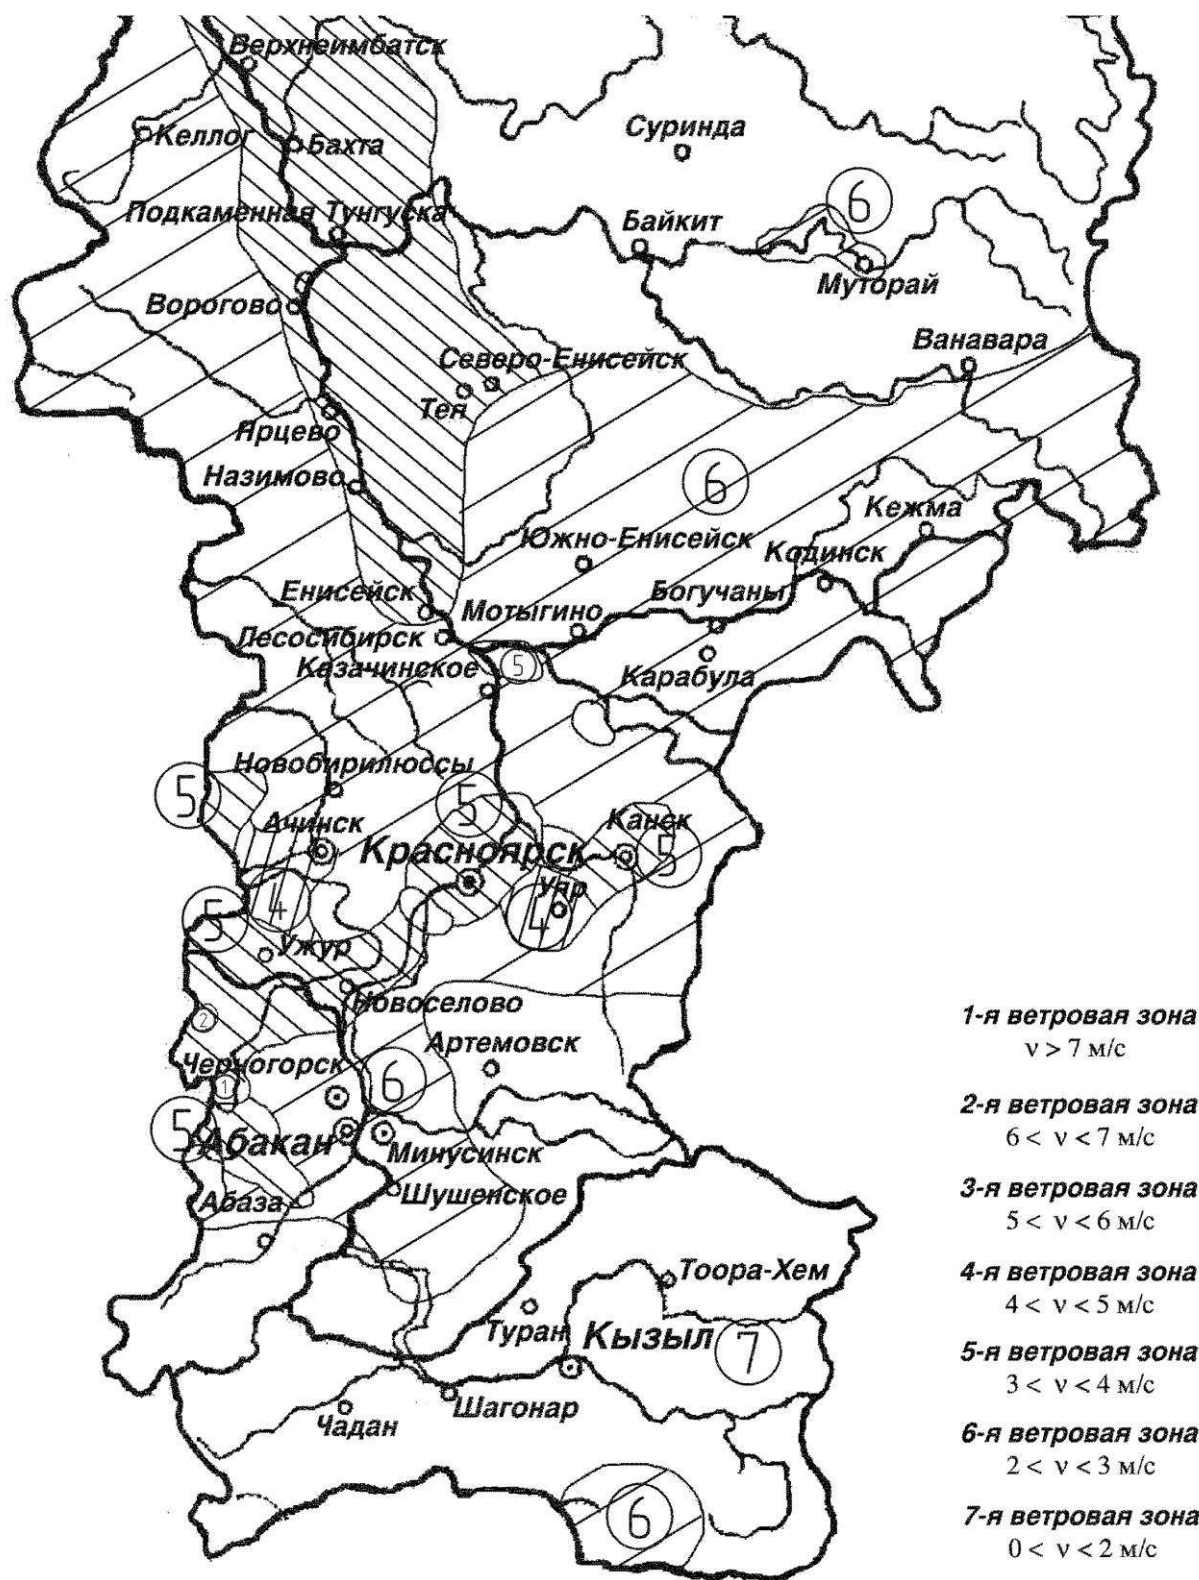 Верхнеимбатск
Келлог
Бахта
Суринда
6
Подкаменная Тунгуска
Байкит
Муторай
Ворогово
Ванавара
Северо-Енисейск
Тея
Ярцево
Назимово
6
Кежма
Южно-Енисейск
Кодинск
Енисейск
Мотыгино
Богучаны
Лесосибирск
Казачинское
5
Карабула
Новобирилюссы
5
5
Ачинск
Канск
Красноярск
5
4
Уяр
4
5
Ужур
Новоселово
2
Артемовск
Черногорск
1
6
5
Абакан
Минусинск
Абаза
Шушенское
Тоора-Хем
Туран
Кызыл
7
Чадан
Шагонар
6
1-я ветровая зона
v > 7 м/с
2-я ветровая зона
6 < v < 7 м/с
3-я ветровая зона
5 < v < 6 м/с
4-я ветровая зона
4 < v < 5 м/с
5-я ветровая зона
3 < v < 4 м/с
6-я ветровая зона
2 < v < 3 м/с
7-я ветровая зона
0 < v < 2 м/с